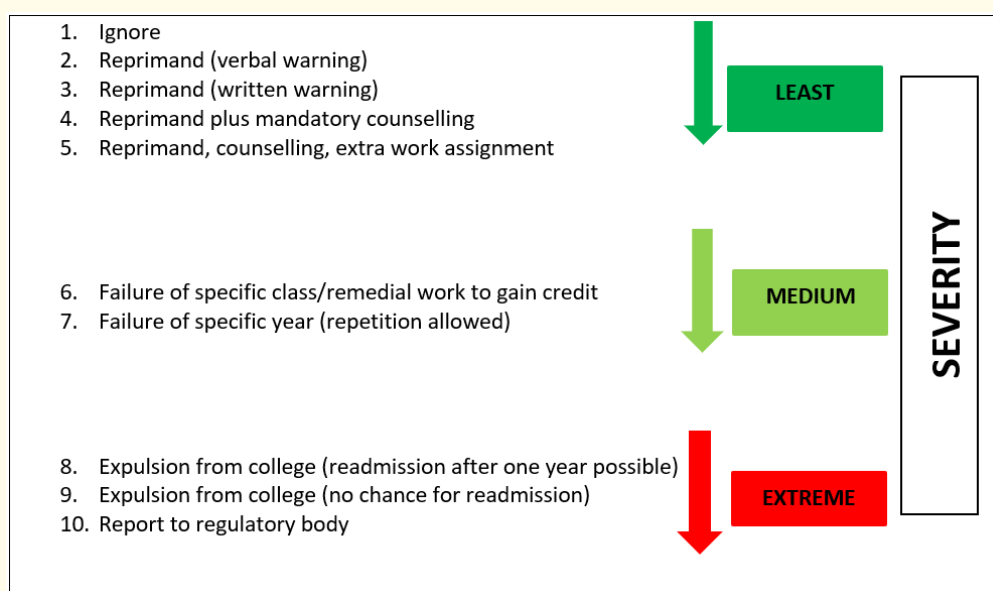 1. Ignore
2. Reprimand (verbal warning)
3. Reprimand (written warning)
4. Reprimand plus mandatory counselling
5. Reprimand, counselling, extra work assignment
LEAST
6. Failure of specific class/remedial work to gain credit
7. Failure of specific year (repetition allowed)
MEDIUM
8. Expulsion from college (readmission after one year possible)
9. Expulsion from college (no chance for readmission)
10. Report to regulatory body
EXTREME
SEVERITY